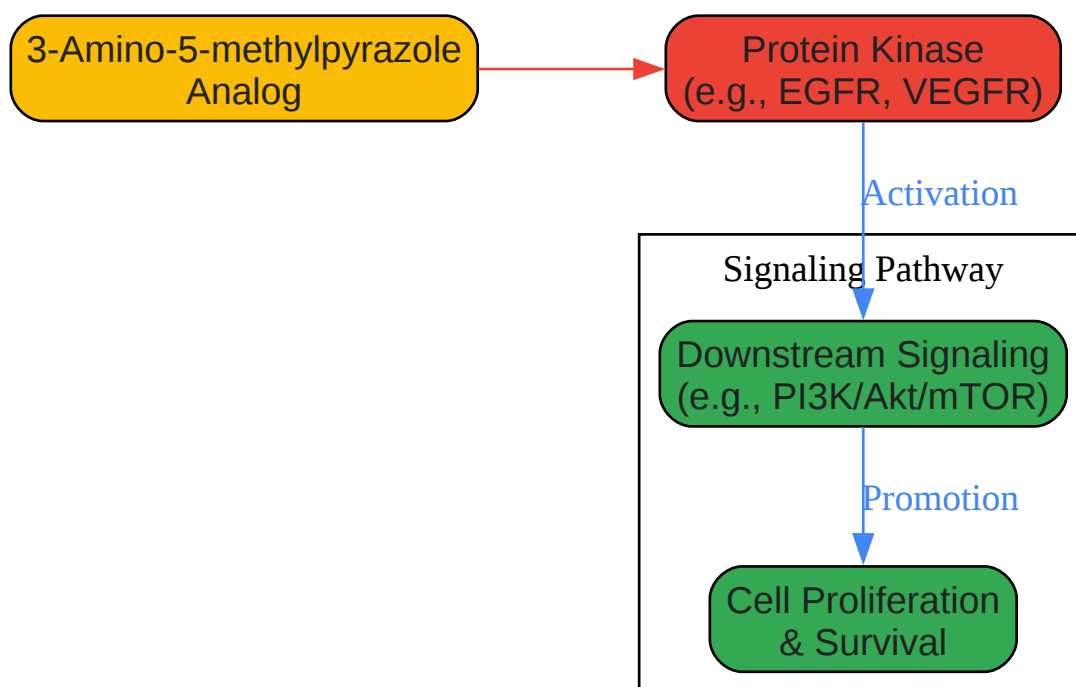 3-Amino-5-methylpyrazole
Analog
Protein Kinase
(e.g., EGFR, VEGFR)
Activation
Signaling Pathway
Downstream Signaling
(e.g., PI3K/Akt/mTOR)
Promotion
Cell Proliferation
& Survival